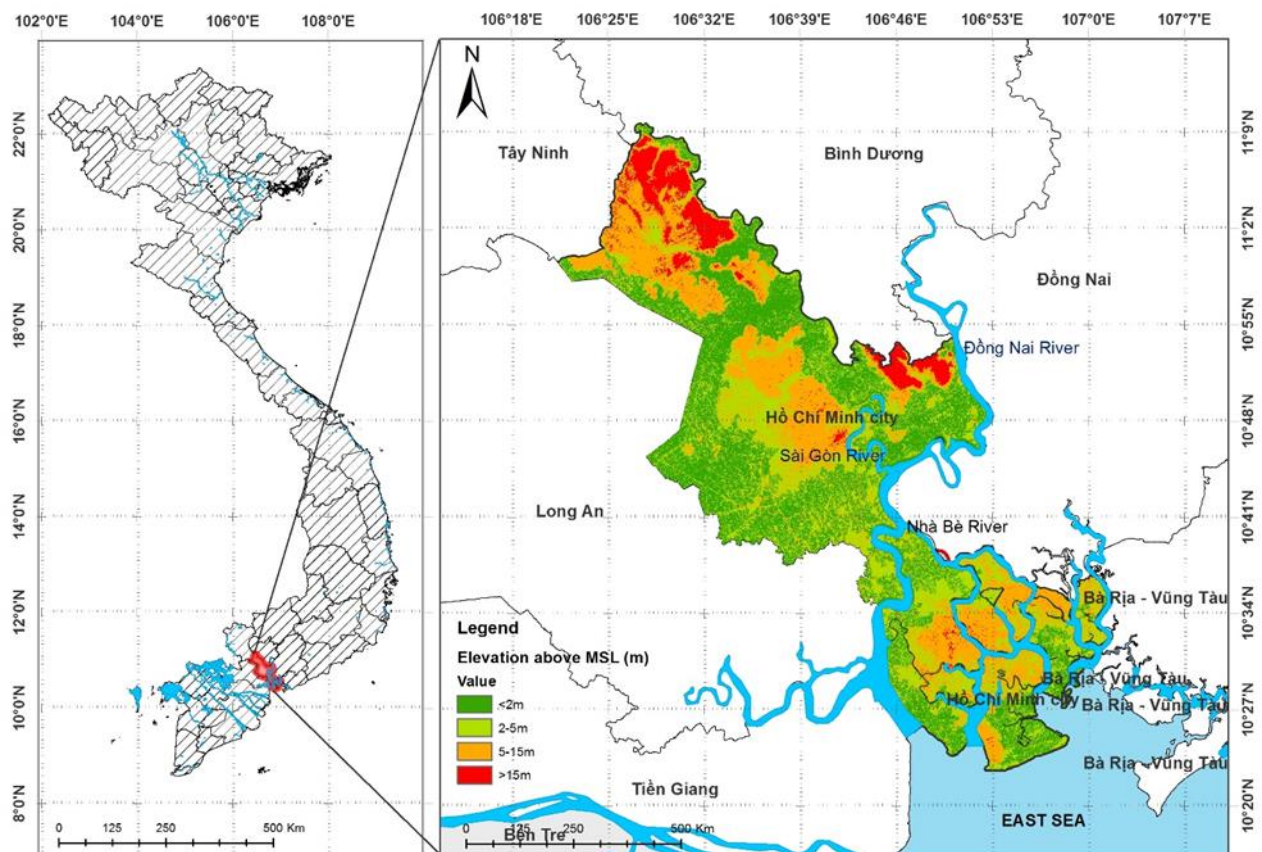 102°0'E 104°0'E 106°0'E 108°0'E
22°0'N
20°0'N
18°0'N
16°0'N
14°0'N
12°0'N
10°0'N
8°0'N
0 125 250 500 Km
106°18'E 106°25'E 106°32'E 106°39'E 106°46'E 106°53'E 107°0'E 107°7'E
N
Tây Ninh
Bình Dương
Đồng Nai
Đồng Nai River
Hồ Chí Minh city
Sài Gòn River
Long An
Nhà Bè River
Bà Rịa - Vũng Tàu
Bà Rịa - Vũng Tàu
Hồ Chí Minh city
Bà Rịa - Vũng Tàu
Bà Rịa - Vũng Tàu
Tiền Giang
Bến Tre
EAST SEA
Legend
Elevation above MSL (m)
Value
<2m
2-5m
5-15m
>15m
0 125 250 500 Km
11°9'N
11°2'N
10°55'N
10°48'N
10°41'N
10°34'N
10°27'N
10°20'N